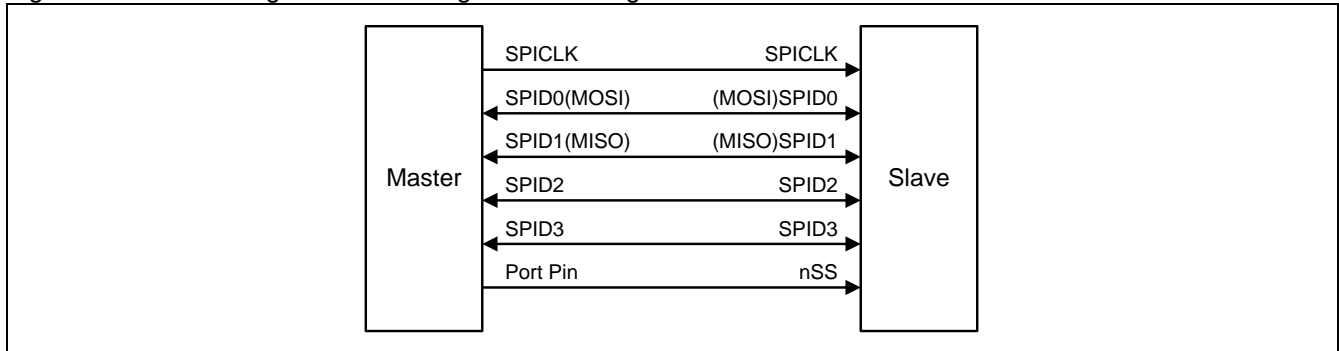 SPICLK SPICLK
SPID0(MOSI) (MOSI)SPID0
SPID1(MISO) (MISO)SPID1
Master SPID2 SPID2 Slave
SPID3 SPID3
Port Pin nSS